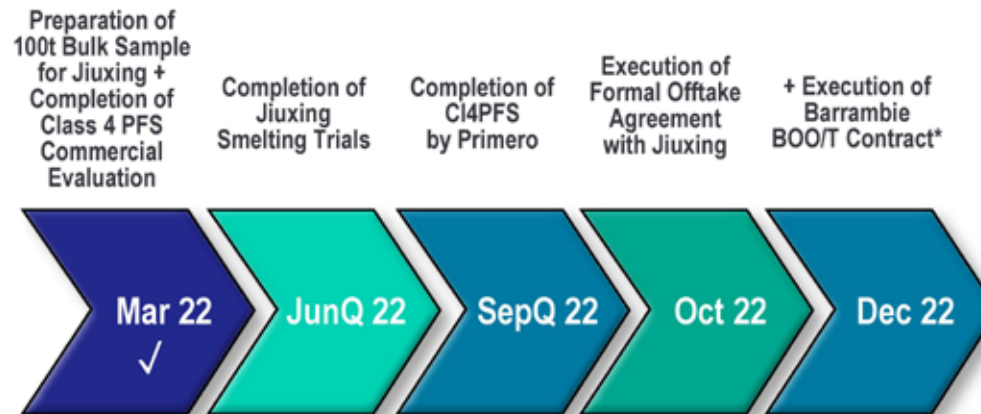 Preparation of
100t Bulk Sample
for Jiuxing +
Completion of
Class 4 PFS
Commercial
Evaluation
Completion of
Jiuxing
Smelting Trials
Completion of
Cl4PFS
by Primero
Execution of
Formal Offtake
Agreement
with Jiuxing
+ Execution of
Barrambie
BOO/T Contract*
Mar 22
√
JunQ 22
SepQ 22
Oct 22
Dec 22